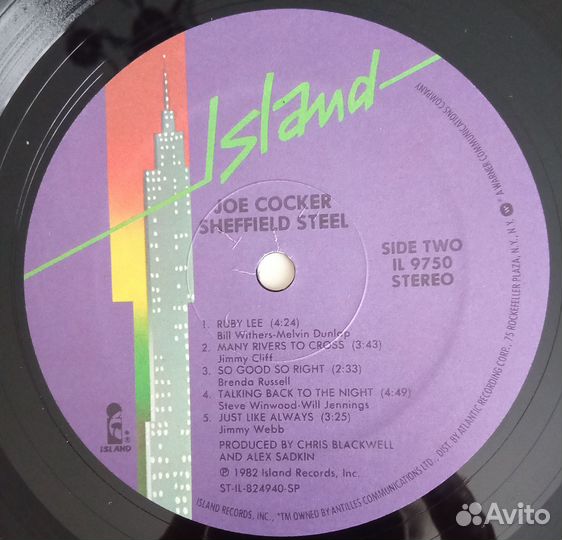 Island
JOE COCKER
SHEFFIELD STEEL
SIDE TWO
IL 9750
STEREO
1. RUBY LEE (4:24)
Bill Withers-Melvin Dunlap
2. MANY RIVERS TO CROSS (3:43)
Jimmy Cliff
3. SO GOOD SO RIGHT (2:33)
Brenda Russell
4. TALKING BACK TO THE NIGHT (4:49)
Steve Winwood-Will Jennings
5. JUST LIKE ALWAYS (3:25)
Jimmy Webb
PRODUCED BY CHRIS BLACKWELL
AND ALEX SADKIN
℗ 1982 Island Records, Inc.
ST-IL-824940-SP
ISLAND
ISLAND RECORDS, INC., *TM OWNED BY ANTILLES COMMUNICATIONS LTD., DIST. BY ATLANTIC RECORDING CORP., 75 ROCKEFELLER PLAZA, N.Y., N.Y. A WARNER COMMUNICATIONS COMPANY
Avito